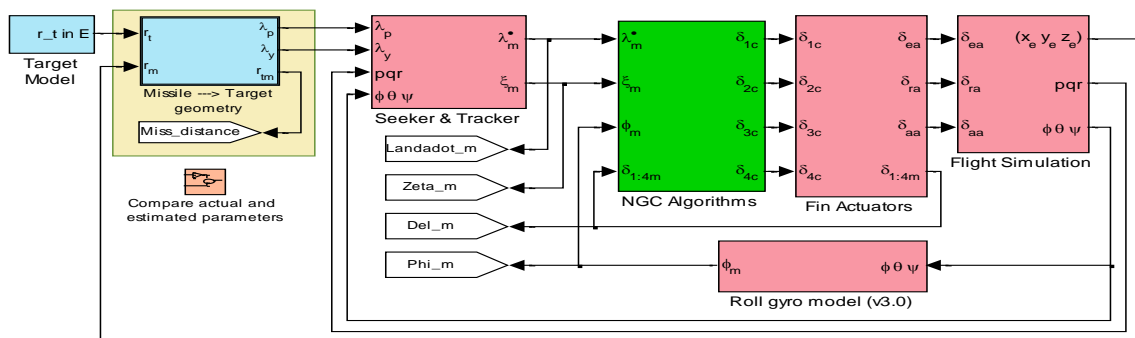 r_t in E
Target
Model
r_t
r_m
λ_p
λ_y
r_tm
Missile ---> Target
geometry
Miss_distance
Compare actual and
estimated parameters
λ_p
λ_y
pqr
ϕ θ ψ
λ•_m
ξ_m
Seeker & Tracker
Landadot_m
Zeta_m
Del_m
Phi_m
λ•_m
ξ_m
ϕ_m
δ_1:4m
δ_1c
δ_2c
δ_3c
δ_4c
NGC Algorithms
δ_1c
δ_2c
δ_3c
δ_4c
δ_ea
δ_ra
δ_aa
δ_1:4m
Fin Actuators
δ_ea
δ_ra
δ_aa
(x_e y_e z_e)
pqr
ϕ θ ψ
Flight Simulation
ϕ_m
ϕ θ ψ
Roll gyro model (v3.0)